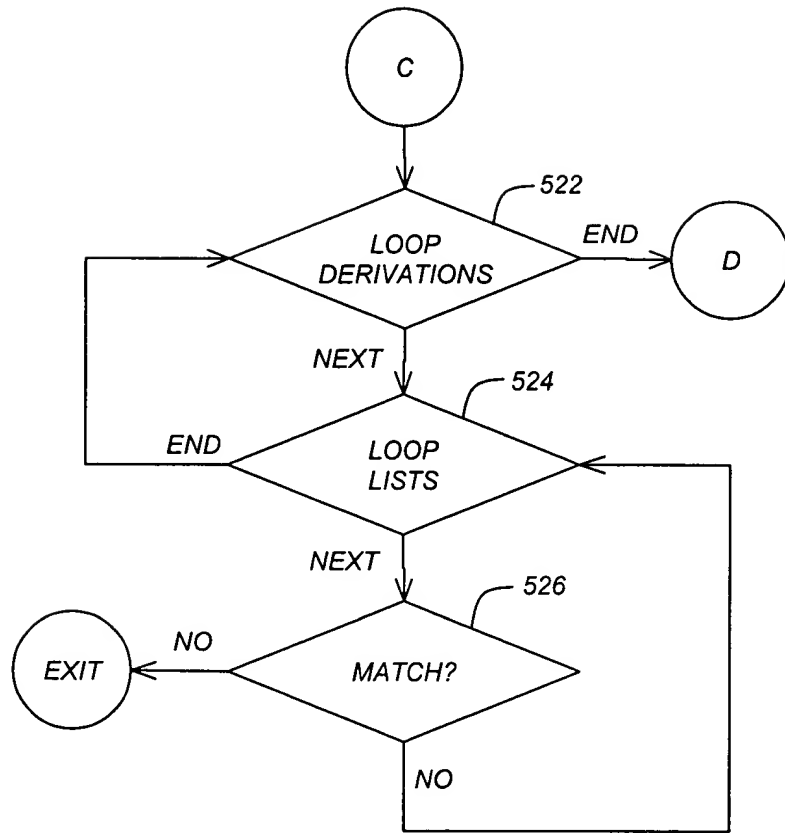 C
522
LOOP
DERIVATIONS
END
D
NEXT
524
END
LOOP
LISTS
NEXT
526
EXIT
NO
MATCH?
NO